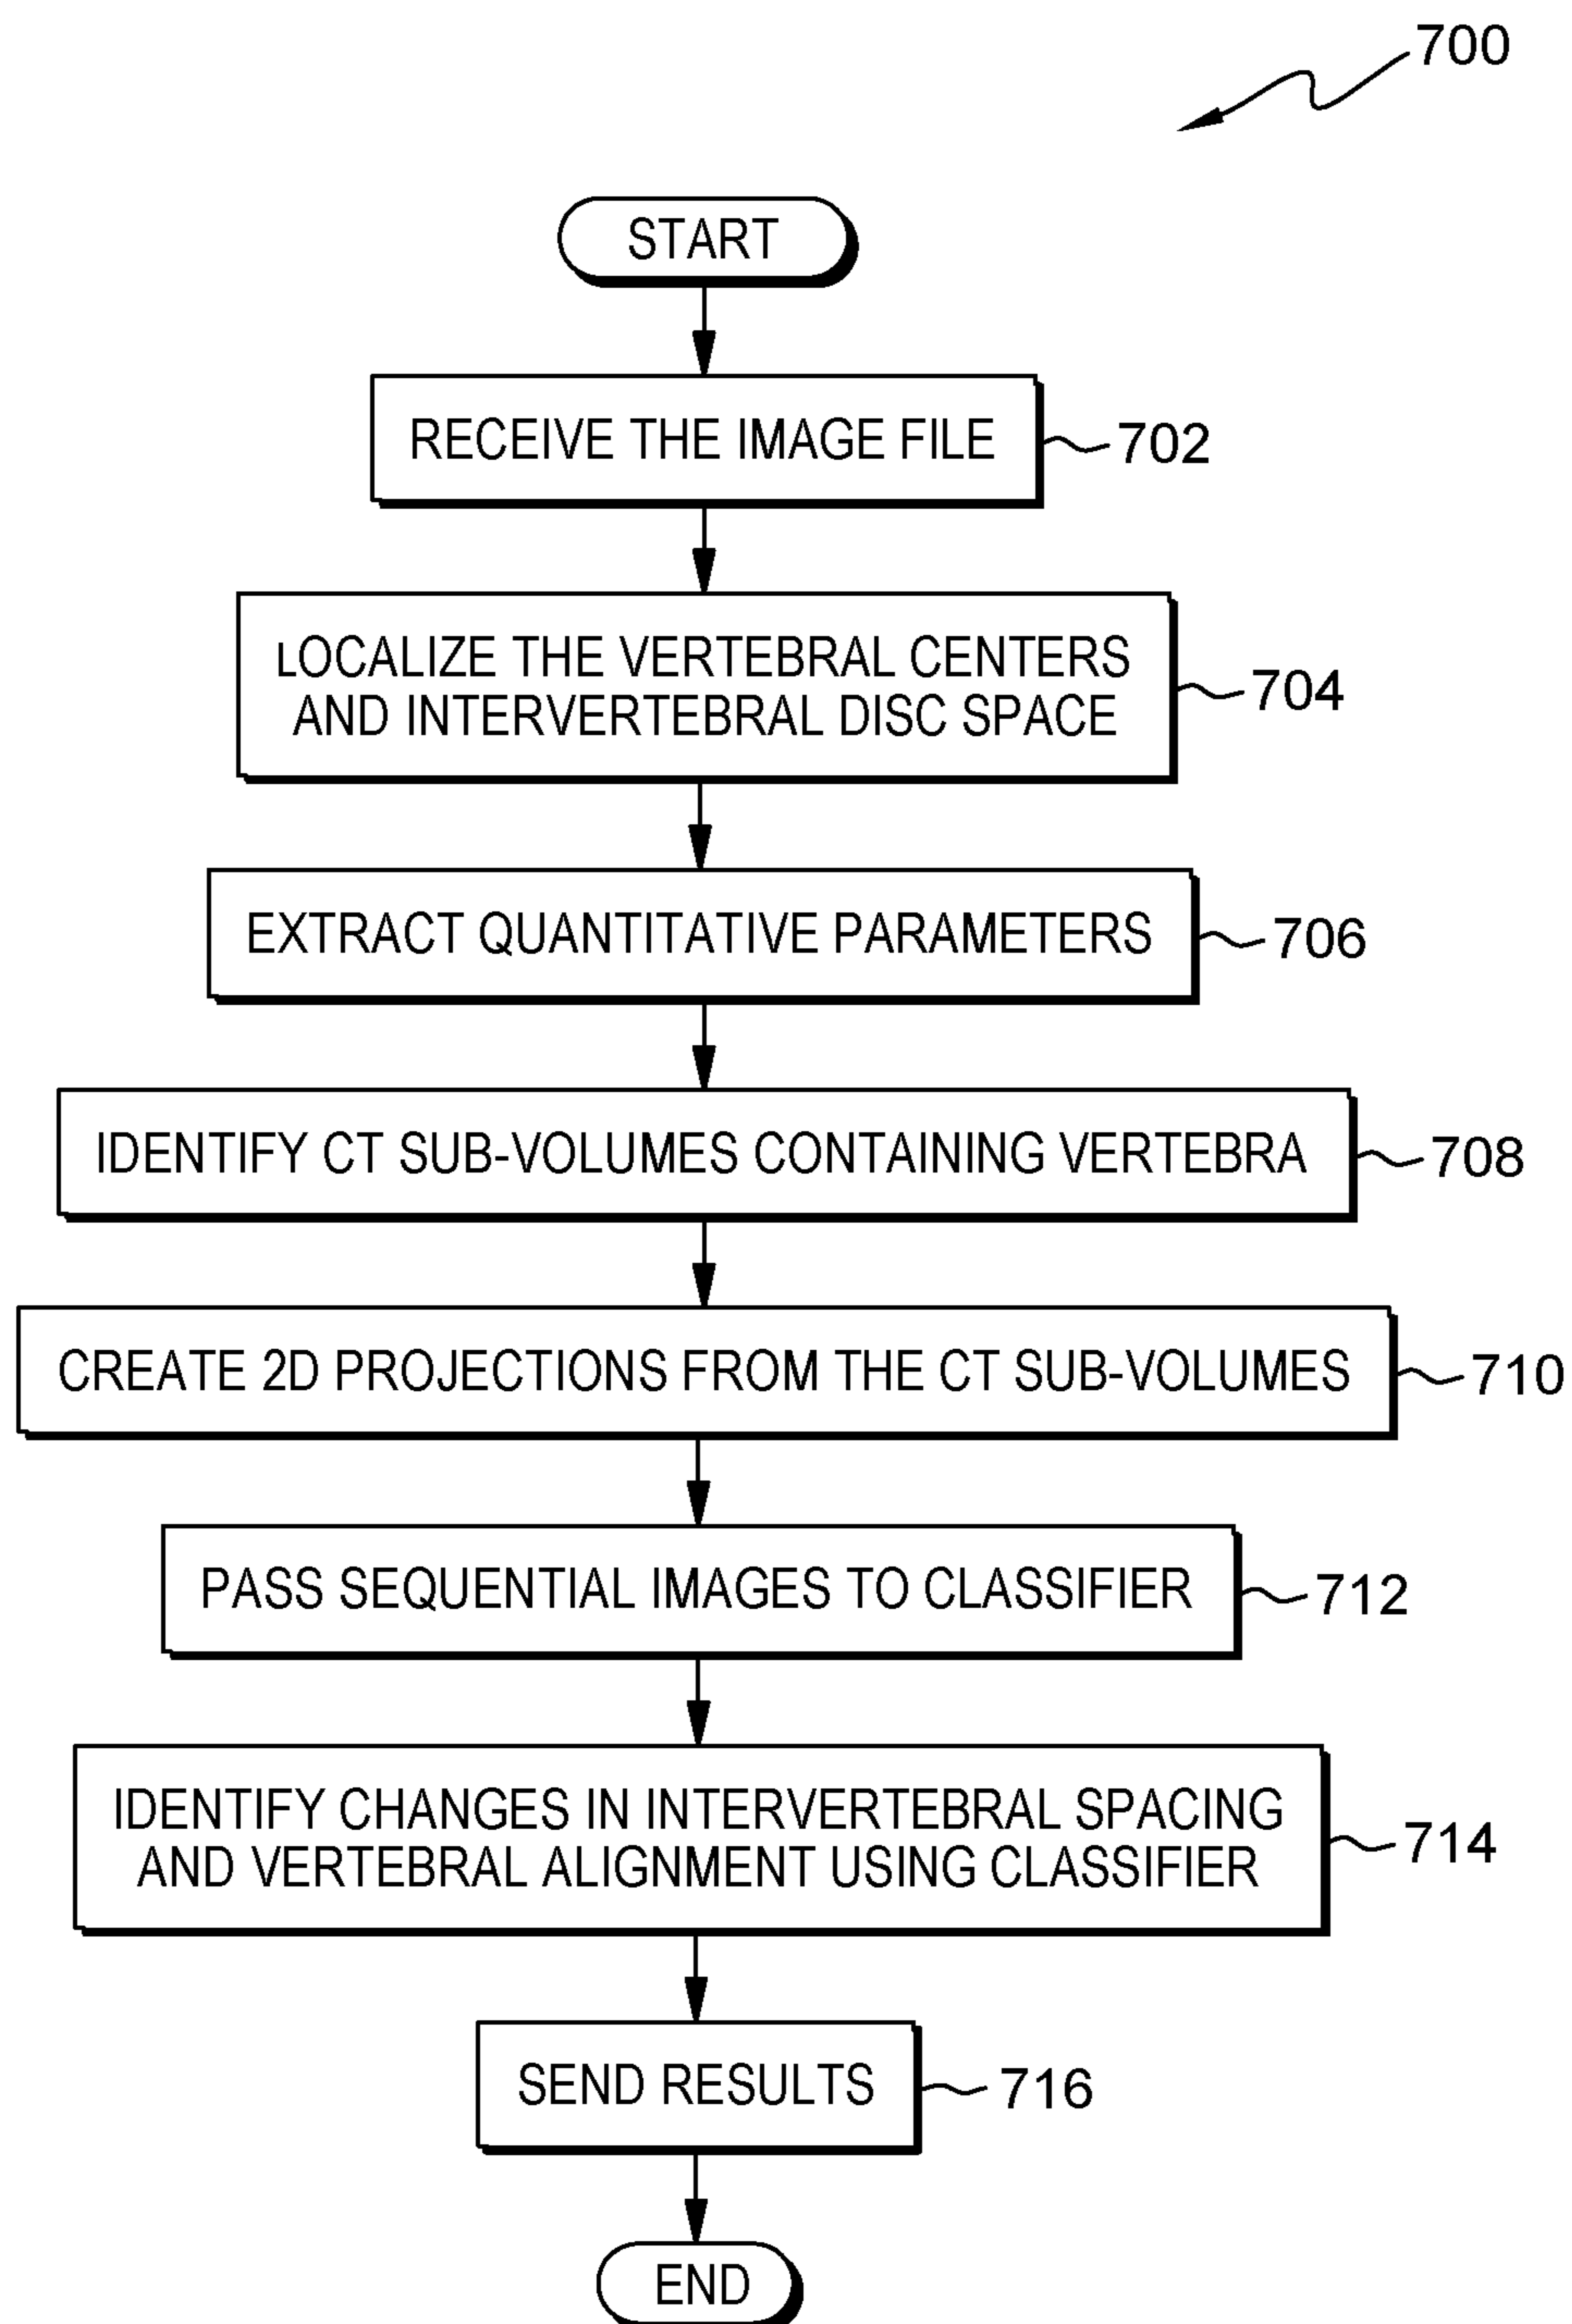 700
START
RECEIVE THE IMAGE FILE
702
LOCALIZE THE VERTEBRAL CENTERS
AND INTERVERTEBRAL DISC SPACE
704
EXTRACT QUANTITATIVE PARAMETERS
706
IDENTIFY CT SUB-VOLUMES CONTAINING VERTEBRA
708
CREATE 2D PROJECTIONS FROM THE CT SUB-VOLUMES
710
PASS SEQUENTIAL IMAGES TO CLASSIFIER
712
IDENTIFY CHANGES IN INTERVERTEBRAL SPACING
AND VERTEBRAL ALIGNMENT USING CLASSIFIER
714
SEND RESULTS
716
END